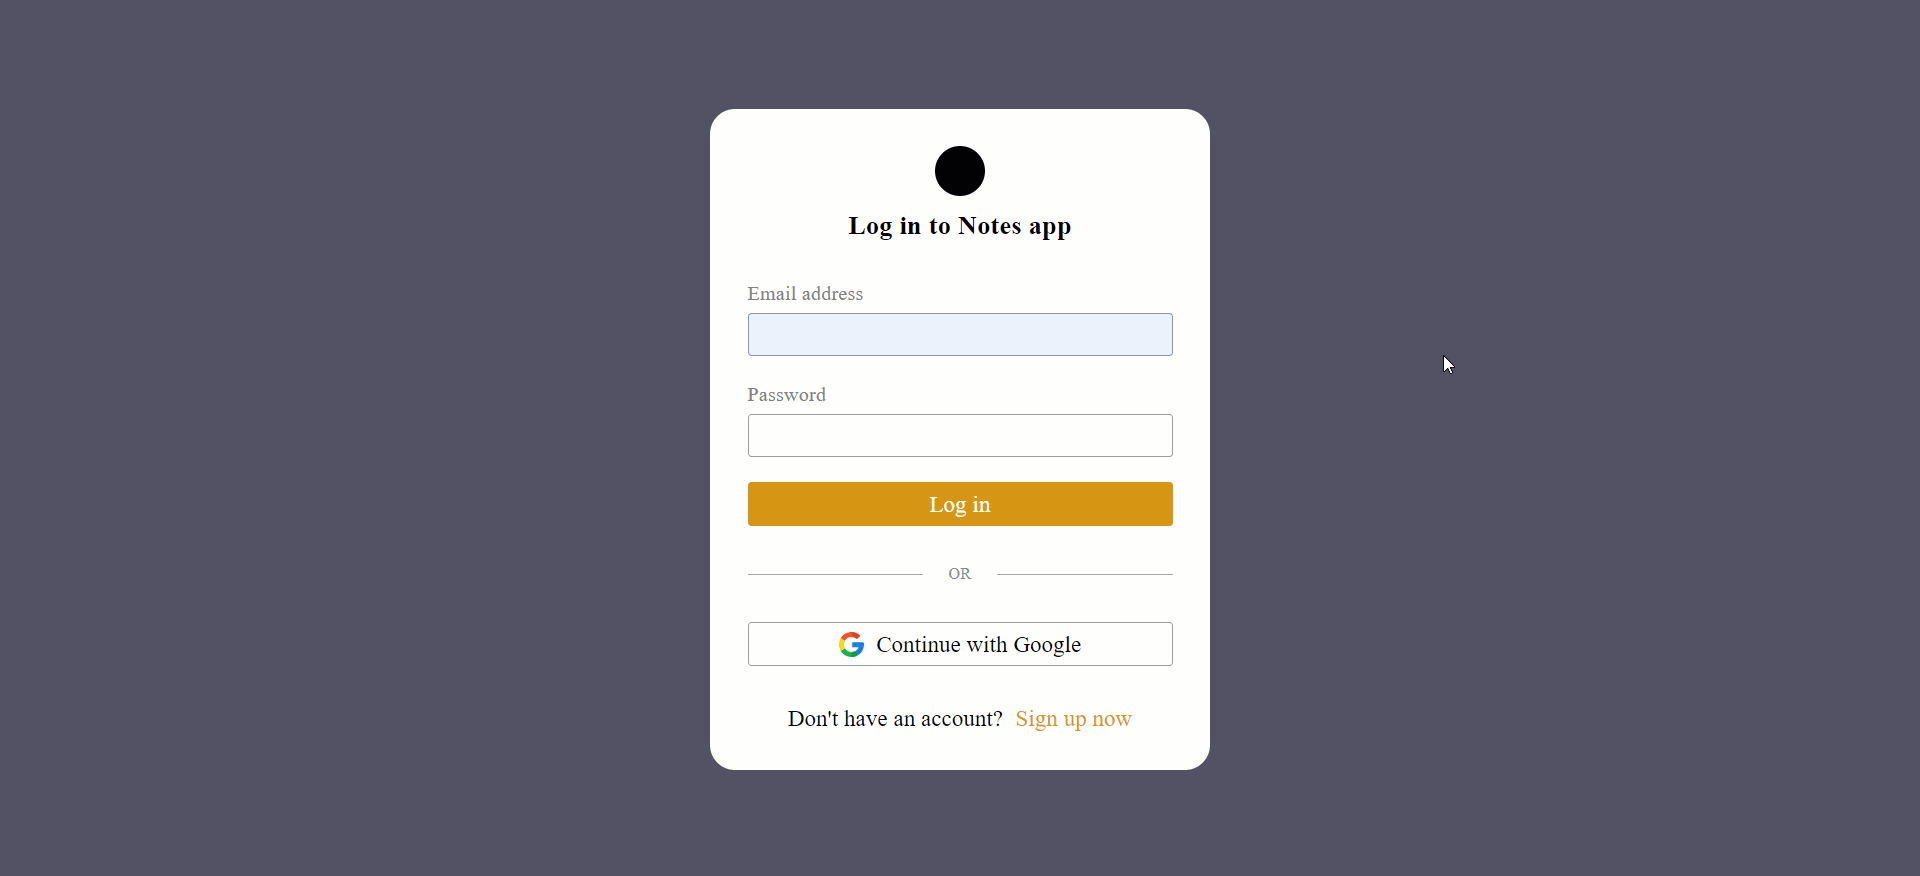 Log in to Notes app
Email address
Password
Log in
OR
Continue with Google
Don't have an account? Sign up now